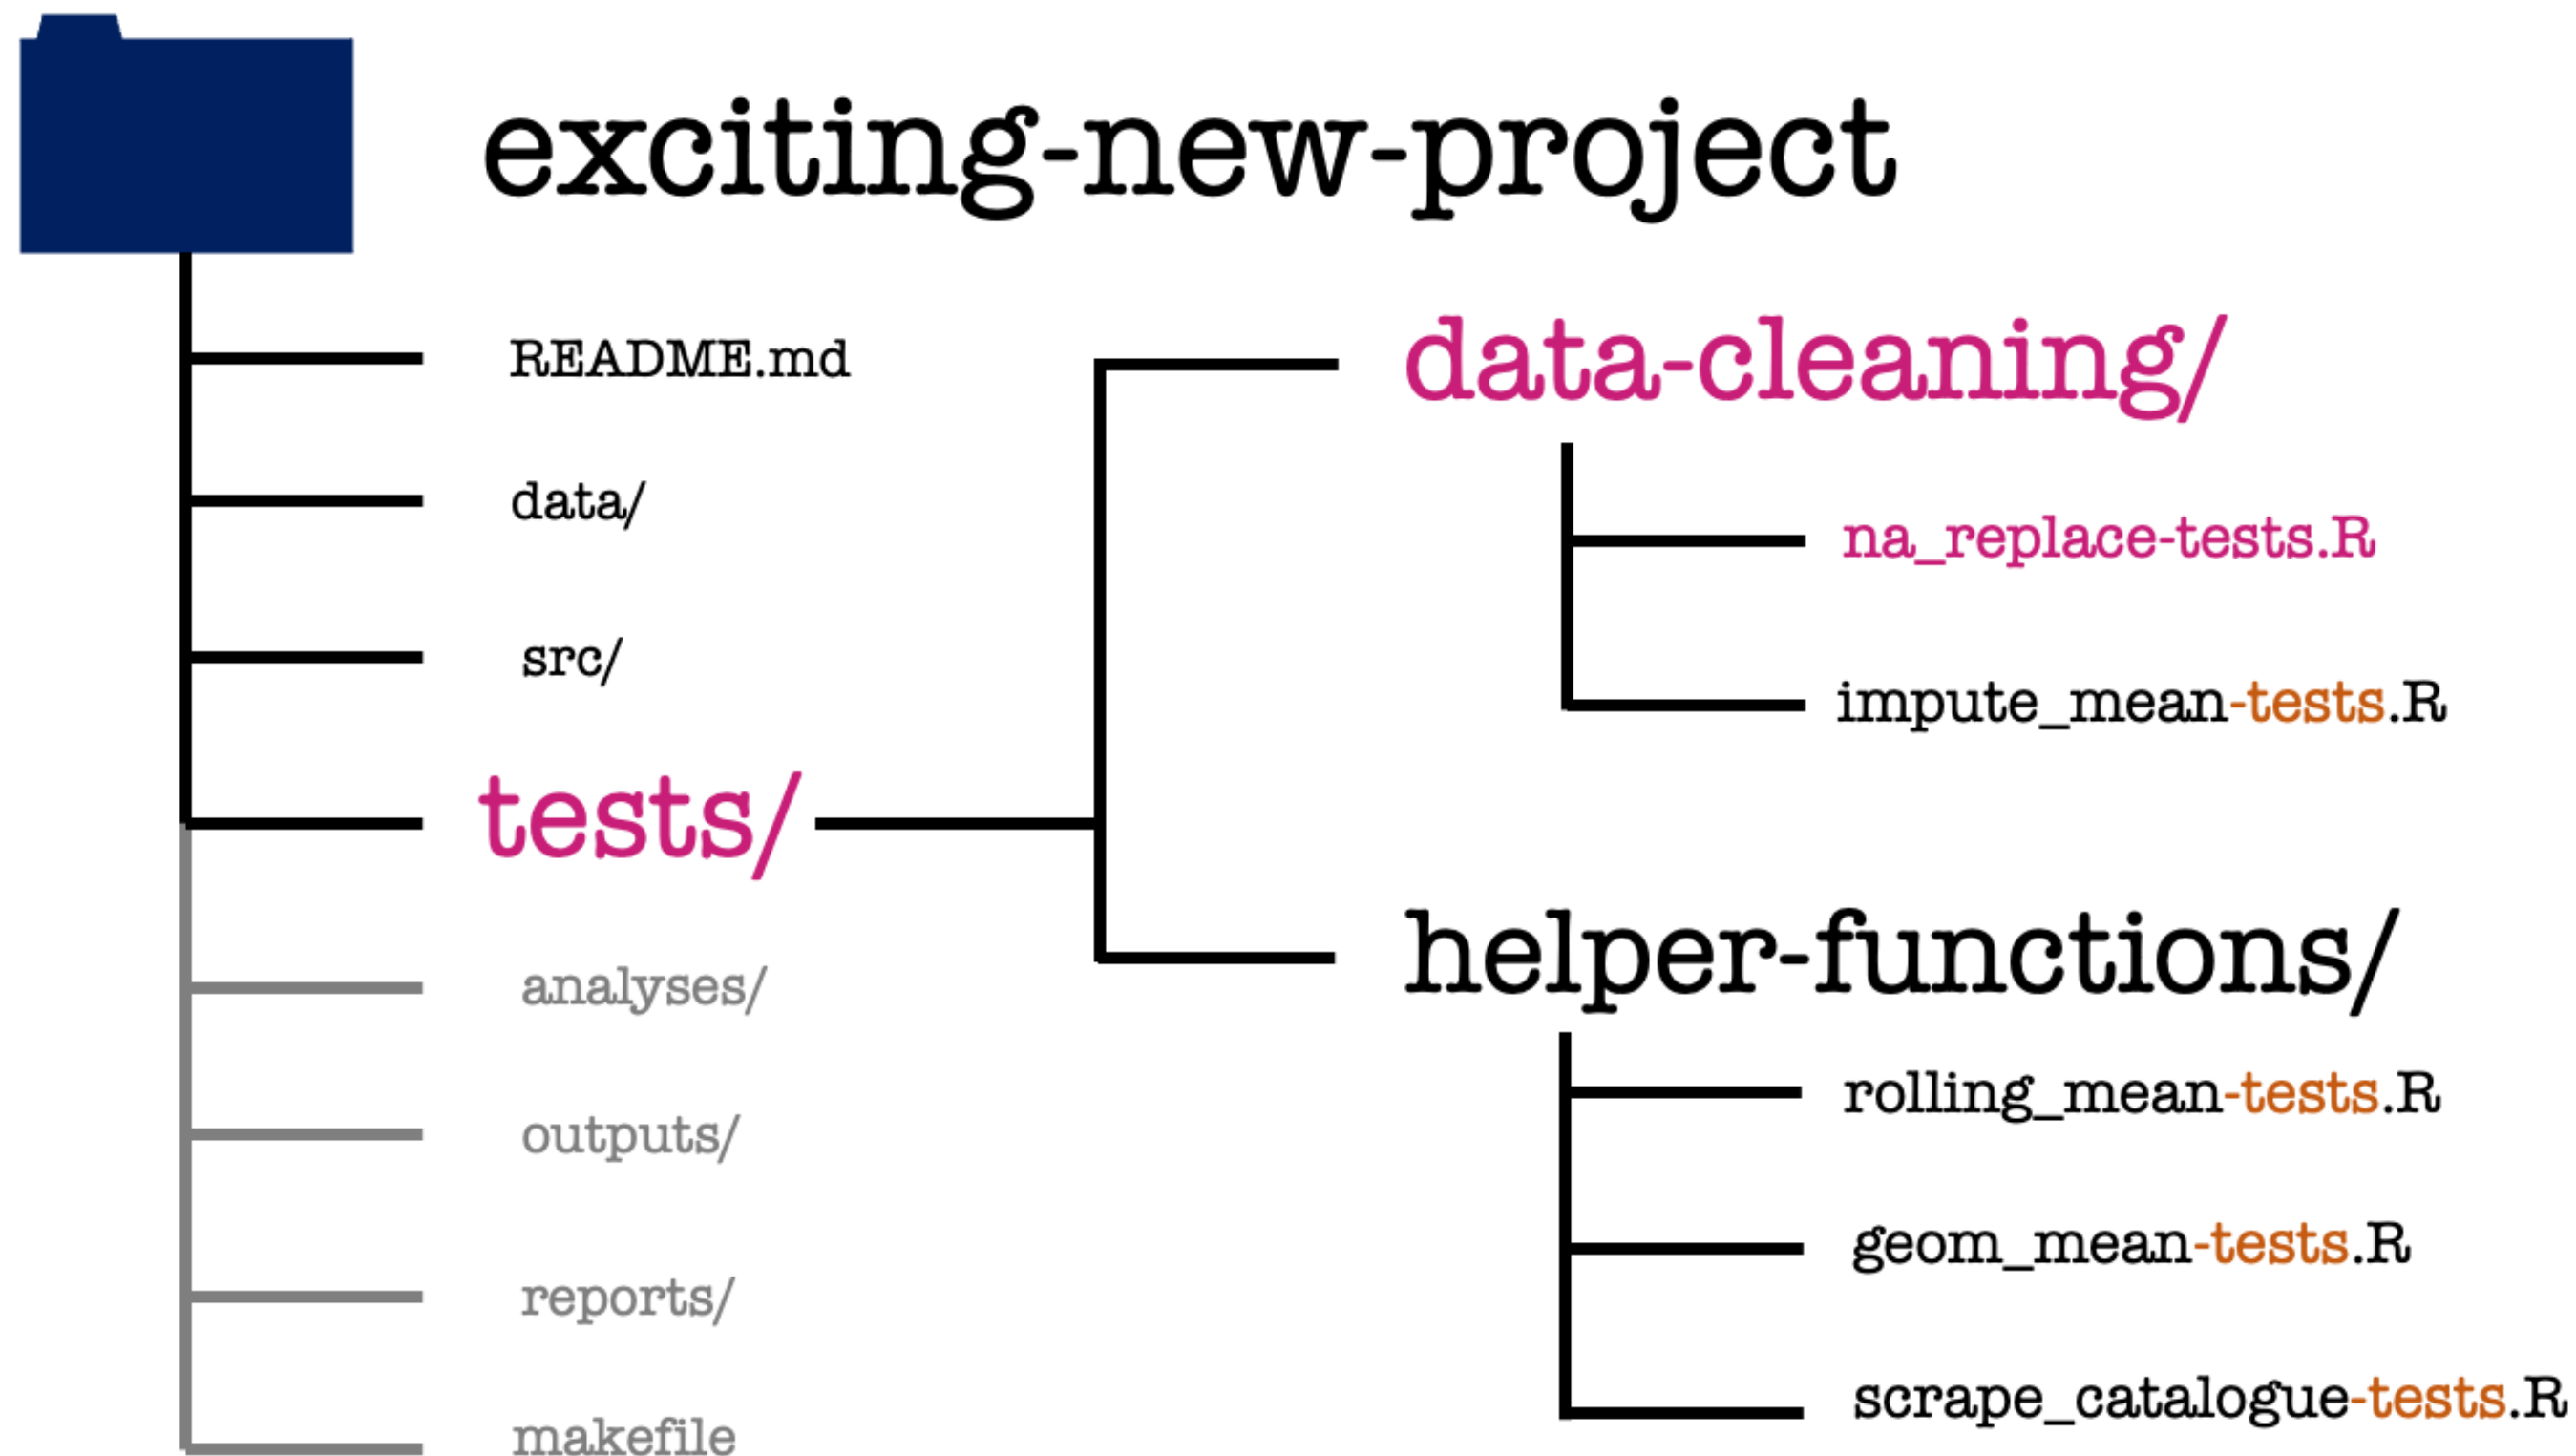 exciting-new-project
README.md
data/
src/
tests/
analyses/
outputs/
reports/
makefile
data-cleaning/
na_replace-tests.R
impute_mean-tests.R
helper-functions/
rolling_mean-tests.R
geom_mean-tests.R
scrape_catalogue-tests.R